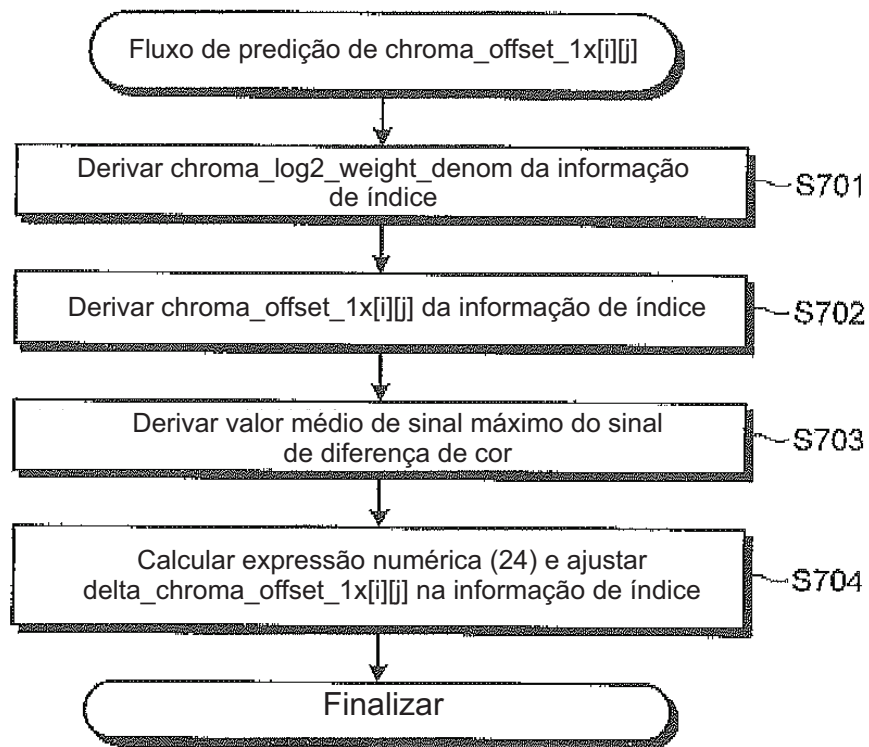 Fluxo de predição de chroma_offset_1x[i][j]
Derivar chroma_log2_weight_denom da informação
de índice
S701
Derivar chroma_offset_1x[i][j] da informação de índice
S702
Derivar valor médio de sinal máximo do sinal
de diferença de cor
S703
Calcular expressão numérica (24) e ajustar
delta_chroma_offset_1x[i][j] na informação de índice
S704
Finalizar